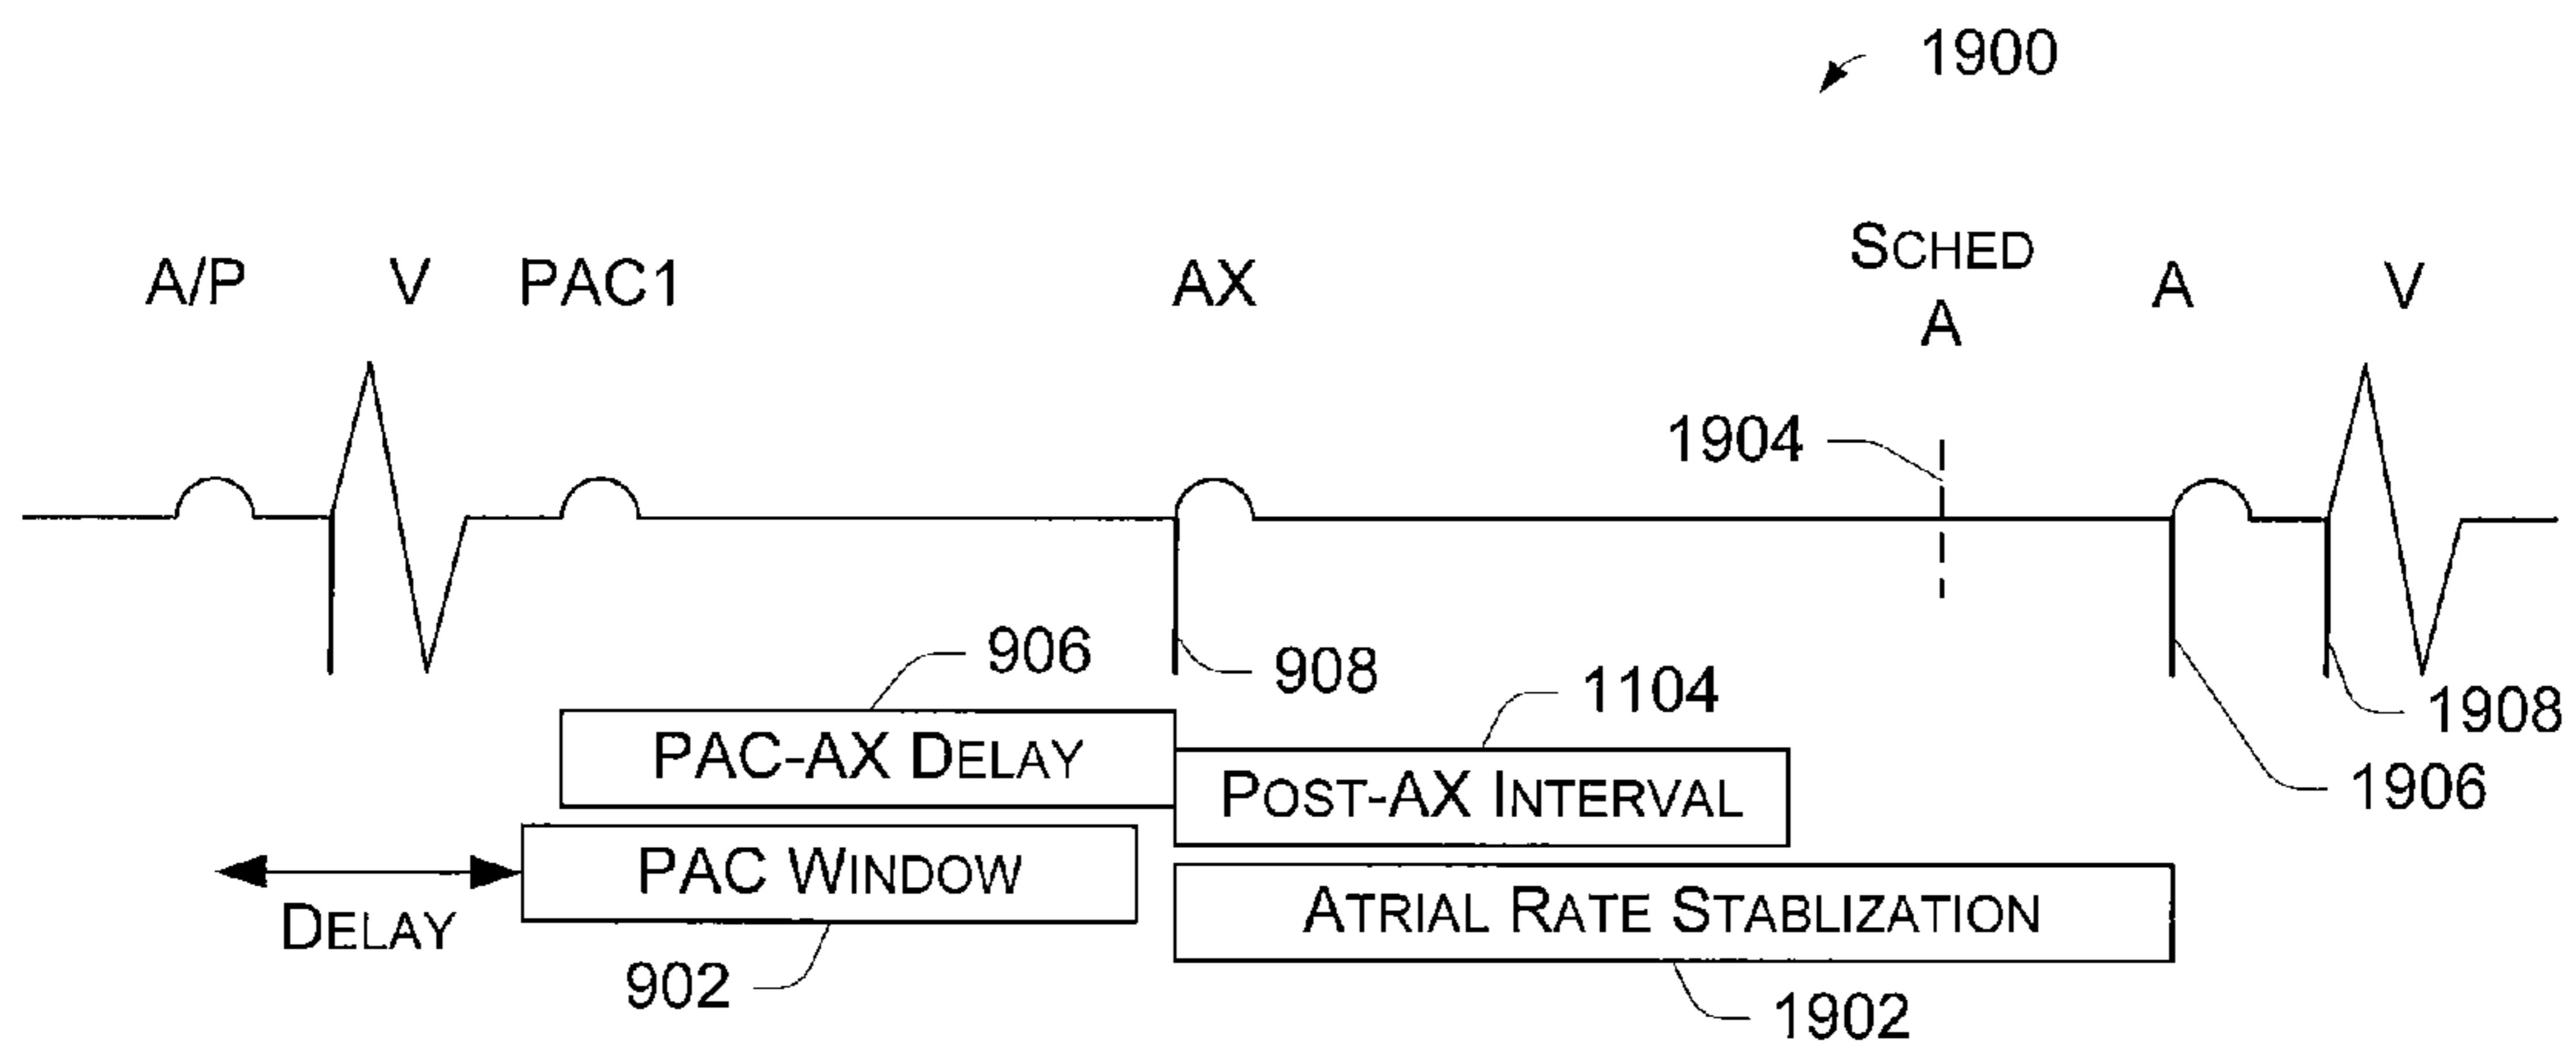 1900
SCHED
A/P V PAC1 AX A A V
1904
906 908 1104 1908
PAC-AX DELAY
POST-AX INTERVAL 1906
PAC WINDOW
DELAY ATRIAL RATE STABLIZATION
902 1902